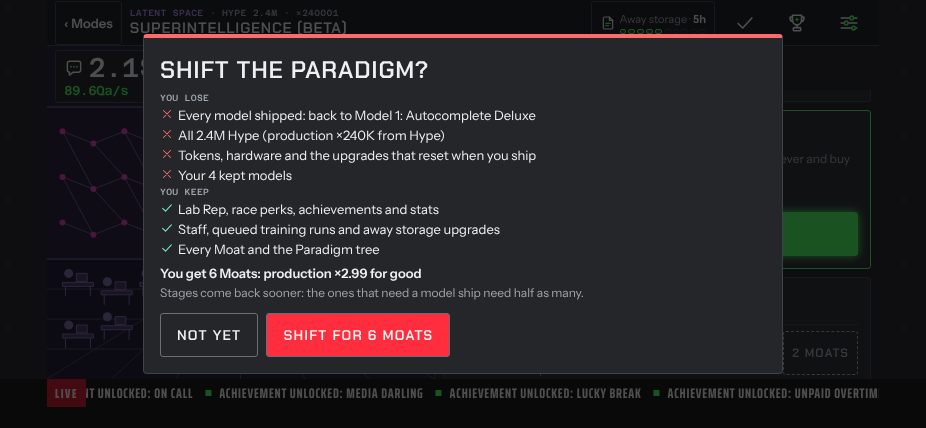 ‹ Modes
LATENT SPACE · HYPE 2.4M · ×240001
SUPERINTELLIGENCE (BETA)
Away storage · 5h
2.1
89.6Qa/s
SHIFT THE PARADIGM?
YOU LOSE
Every model shipped: back to Model 1: Autocomplete Deluxe
All 2.4M Hype (production ×240K from Hype)
Tokens, hardware and the upgrades that reset when you ship
Your 4 kept models
YOU KEEP
Lab Rep, race perks, achievements and stats
Staff, queued training runs and away storage upgrades
Every Moat and the Paradigm tree
You get 6 Moats: production ×2.99 for good
Stages come back sooner: the ones that need a model ship need half as many.
NOT YET
SHIFT FOR 6 MOATS
ever and buy
2 MOATS
LIVE
NT UNLOCKED: ON CALL ■ ACHIEVEMENT UNLOCKED: MEDIA DARLING ■ ACHIEVEMENT UNLOCKED: LUCKY BREAK ■ ACHIEVEMENT UNLOCKED: UNPAID OVERTIM